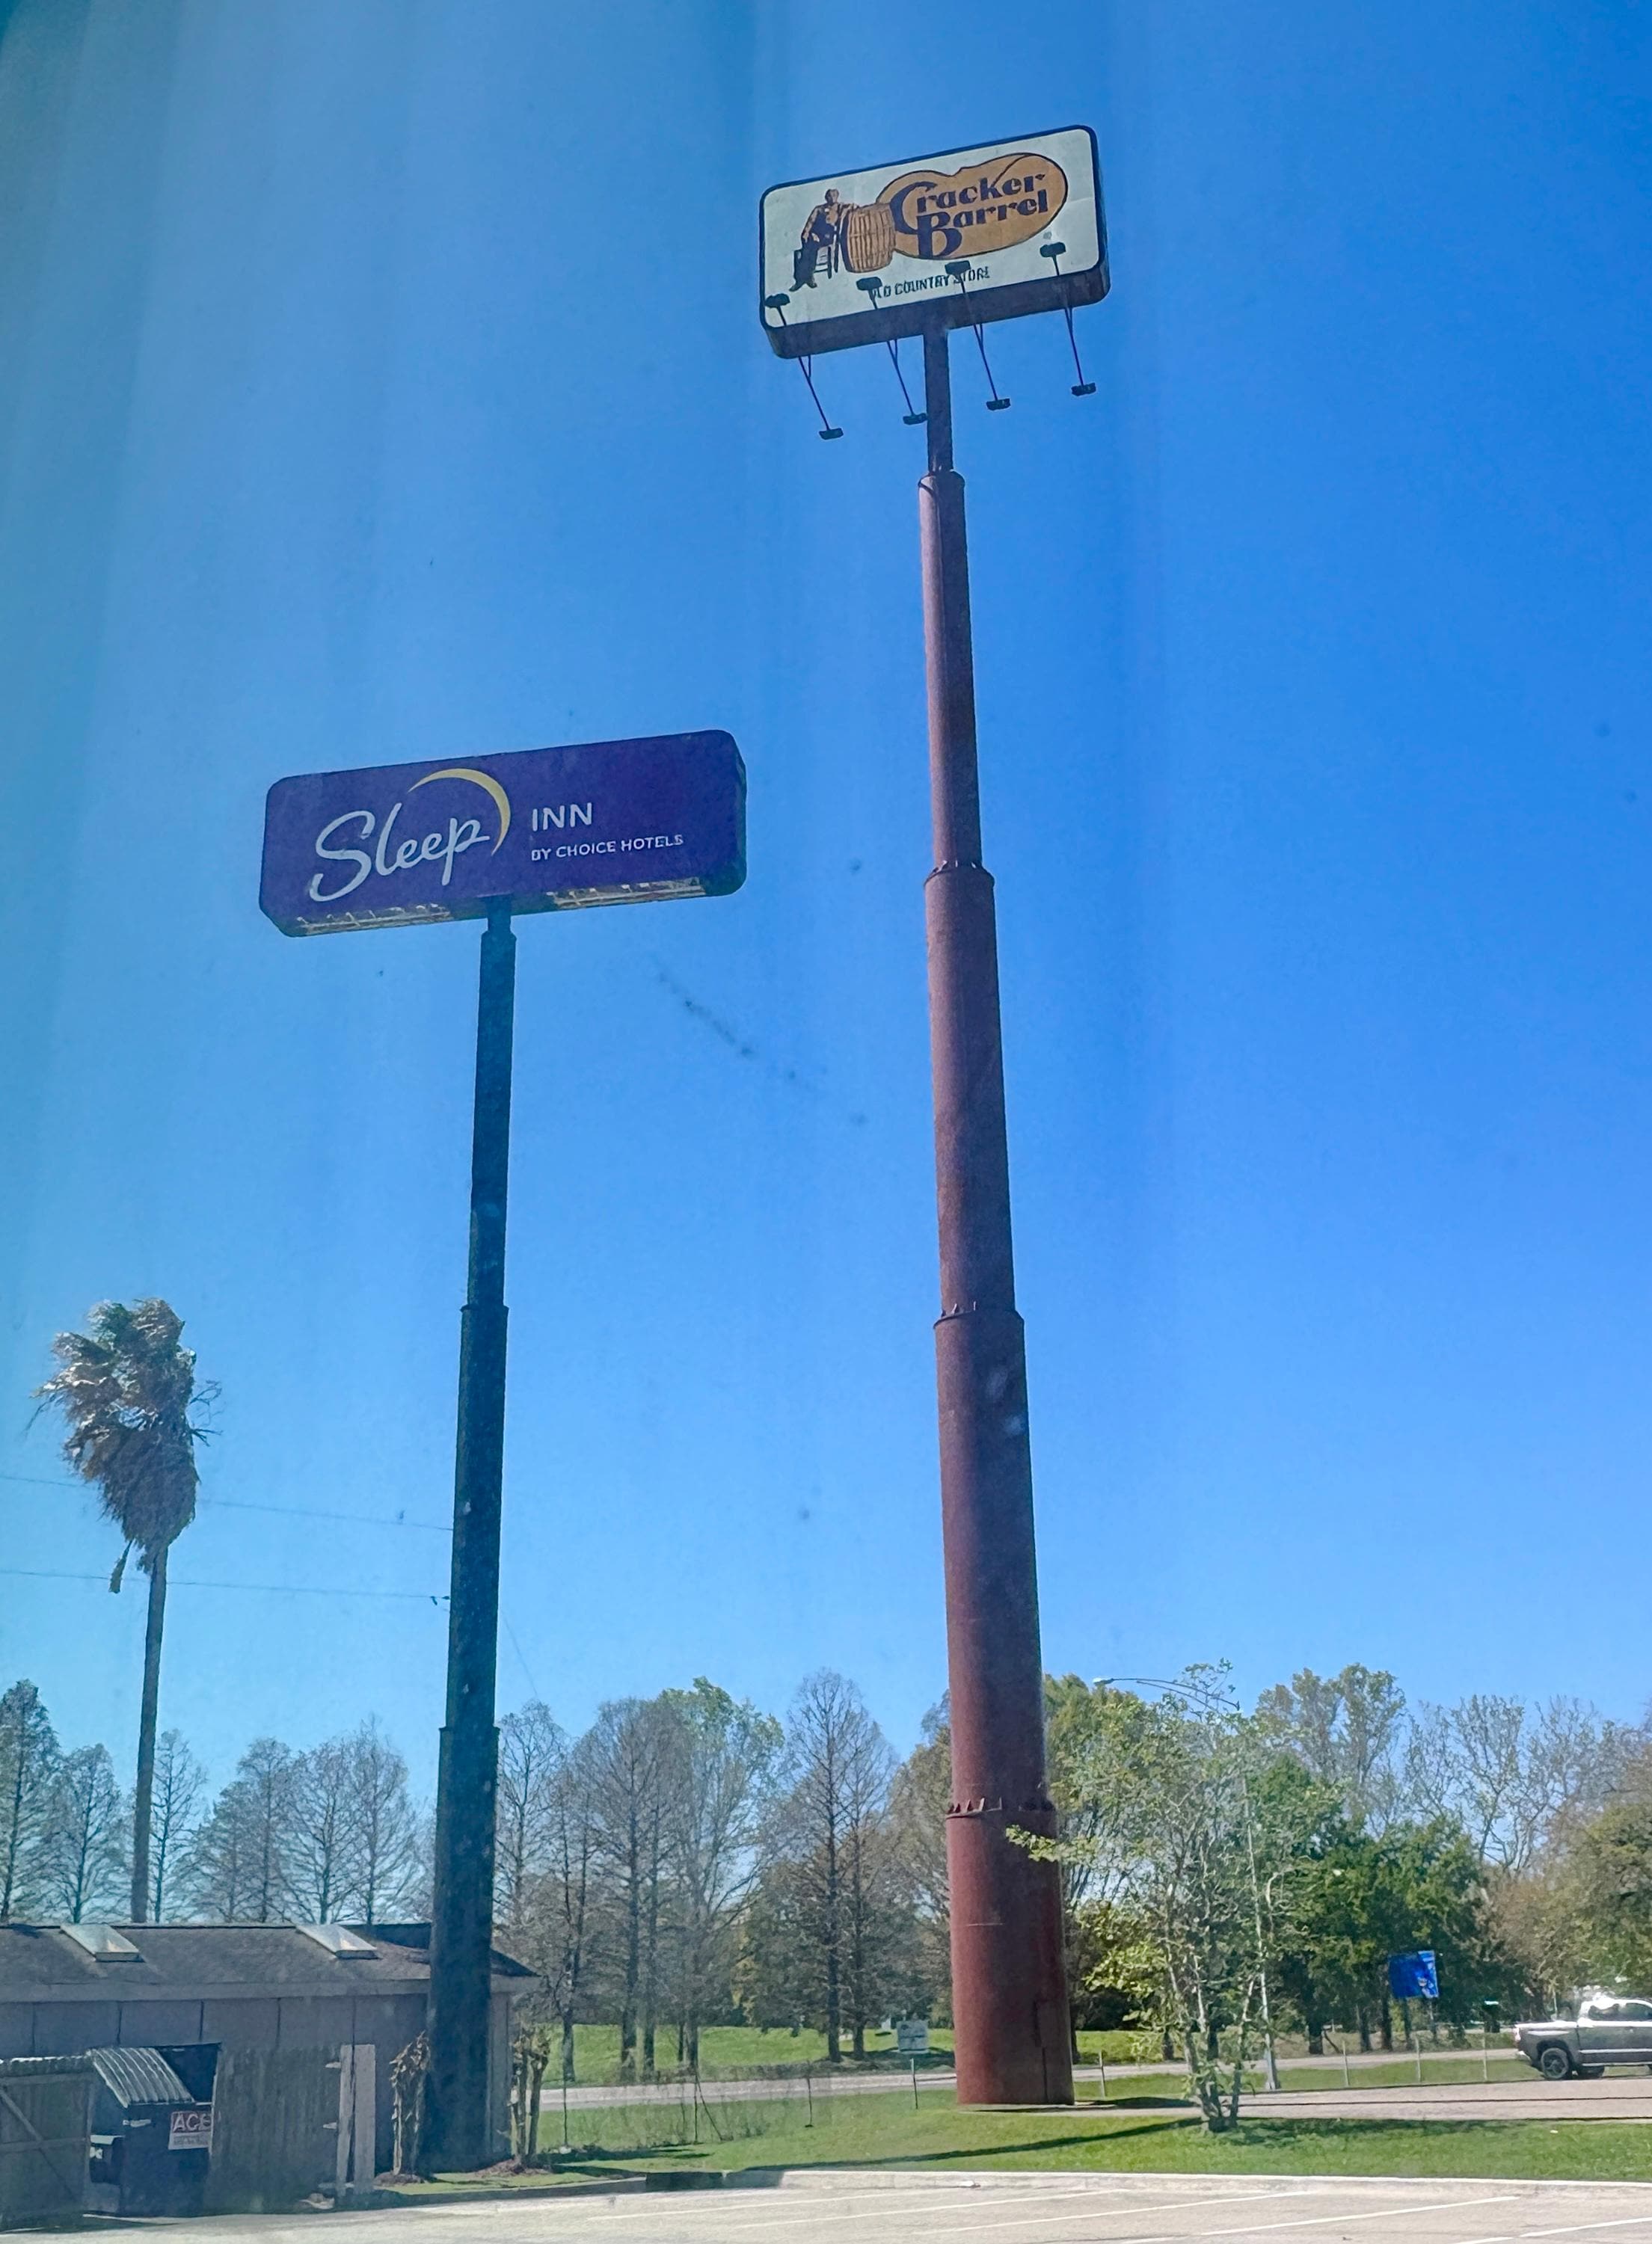 Cracker
Barrel
OLD COUNTRY STORE
Sleep INN
BY CHOICE HOTELS
ACE